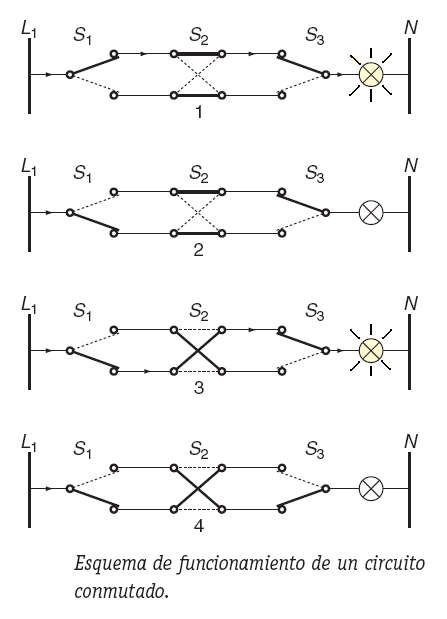 L1 S1 S2 S3 N
1
L1 S1 S2 S3 N
2
L1 S1 S2 S3 N
3
L1 S1 S2 S3 N
4
Esquema de funcionamiento de un circuito
conmutado.